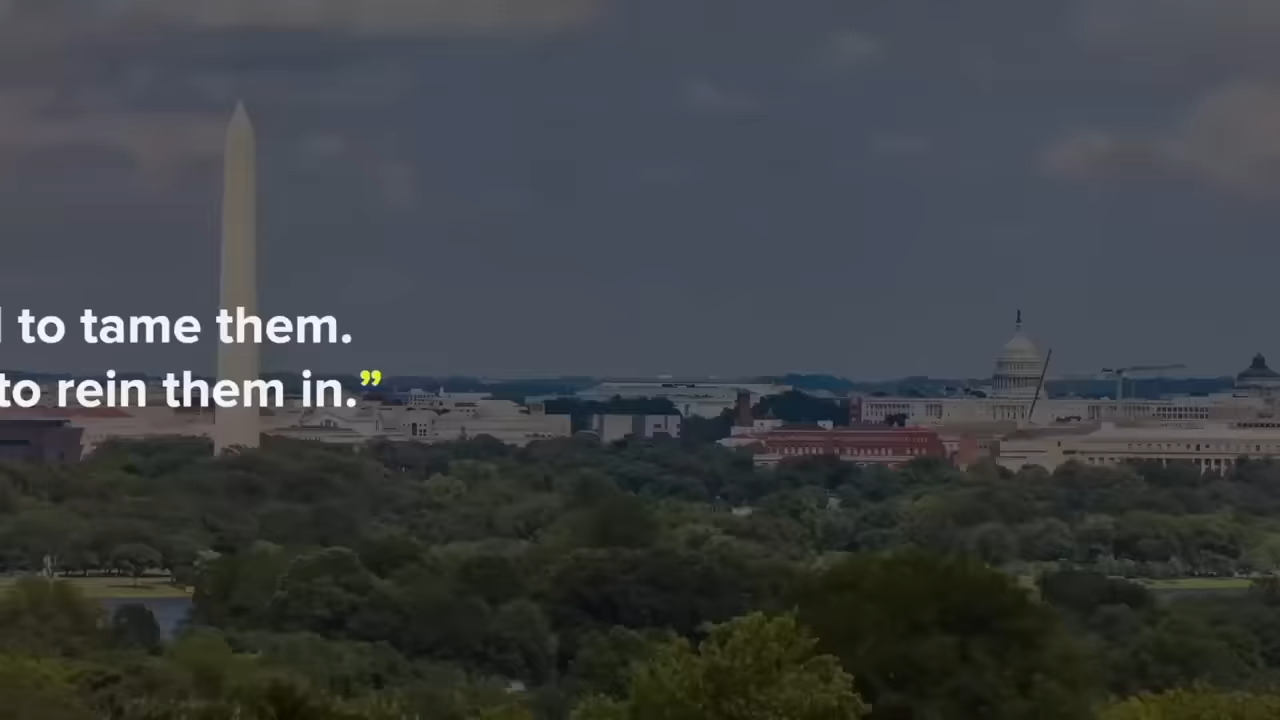 to tame them.
to rein them in.”